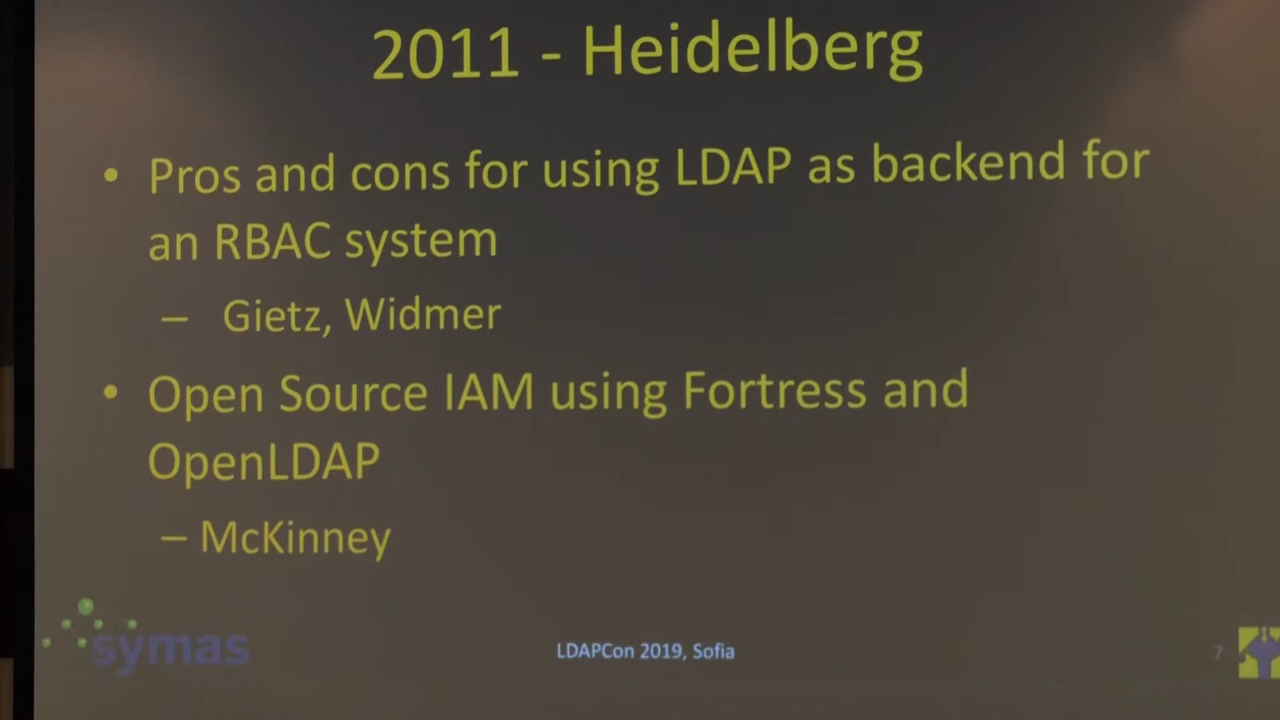 2011 - Heidelberg
• Pros and cons for using LDAP as backend for
an RBAC system
– Gietz, Widmer
• Open Source IAM using Fortress and
OpenLDAP
– McKinney
symas
LDAPCon 2019, Sofia
7